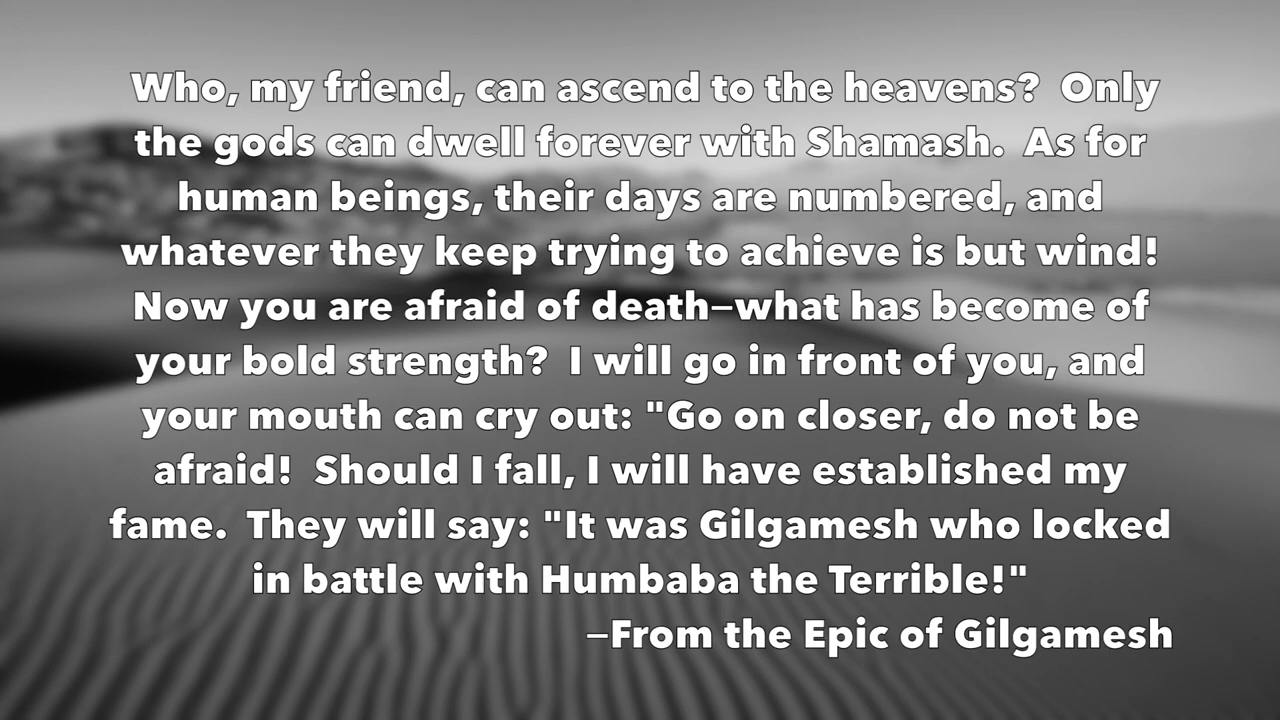 Who, my friend, can ascend to the heavens?  Only
the gods can dwell forever with Shamash.  As for
human beings, their days are numbered, and
whatever they keep trying to achieve is but wind!
Now you are afraid of death—what has become of
your bold strength?  I will go in front of you, and
your mouth can cry out: "Go on closer, do not be
afraid!  Should I fall, I will have established my
fame.  They will say: "It was Gilgamesh who locked
in battle with Humbaba the Terrible!"
—From the Epic of Gilgamesh